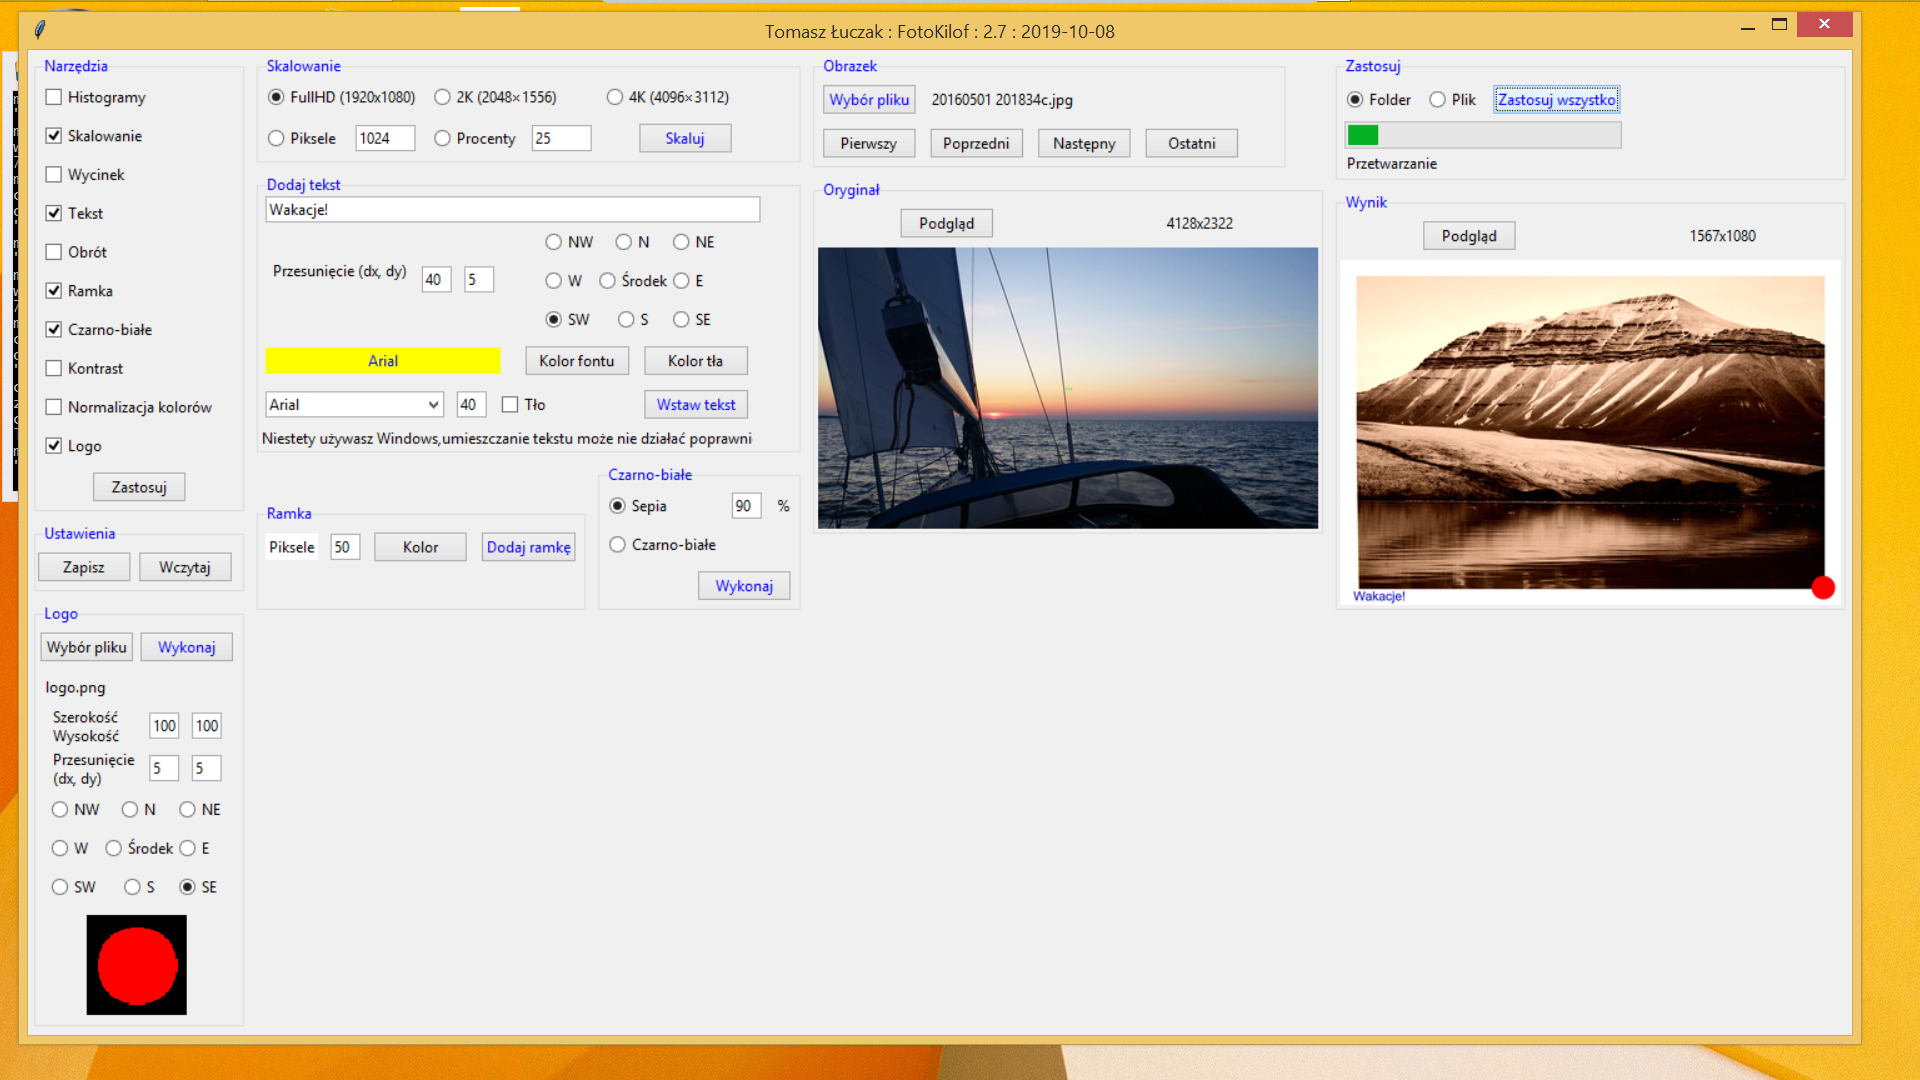 Tomasz Łuczak : FotoKilof : 2.7 : 2019-10-08
Narzędzia
Histogramy
Skalowanie
Wycinek
Tekst
Obrót
Ramka
Czarno-białe
Kontrast
Normalizacja kolorów
Logo
Zastosuj
Ustawienia
Zapisz Wczytaj
Logo
Wybór pliku Wykonaj
logo.png
Szerokość
Wysokość
100 100
Przesunięcie
(dx, dy)
5 5
NW N NE
W Środek E
SW S SE
Skalowanie
FullHD (1920x1080) 2K (2048×1556) 4K (4096×3112)
Piksele 1024 Procenty 25 Skaluj
Dodaj tekst
Wakacje!
NW N NE
Przesunięcie (dx, dy) 40 5
W Środek E
SW S SE
Arial Kolor fontu Kolor tła
Arial 40 Tło Wstaw tekst
Niestety używasz Windows,umieszczanie tekstu może nie działać poprawni
Ramka
Piksele 50 Kolor Dodaj ramkę
Czarno-białe
Sepia 90 %
Czarno-białe
Wykonaj
Obrazek
Wybór pliku 20160501 201834c.jpg
Pierwszy Poprzedni Następny Ostatni
Oryginał
Podgląd 4128x2322
Zastosuj
Folder Plik Zastosuj wszystko
Przetwarzanie
Wynik
Podgląd 1567x1080
Wakacje!